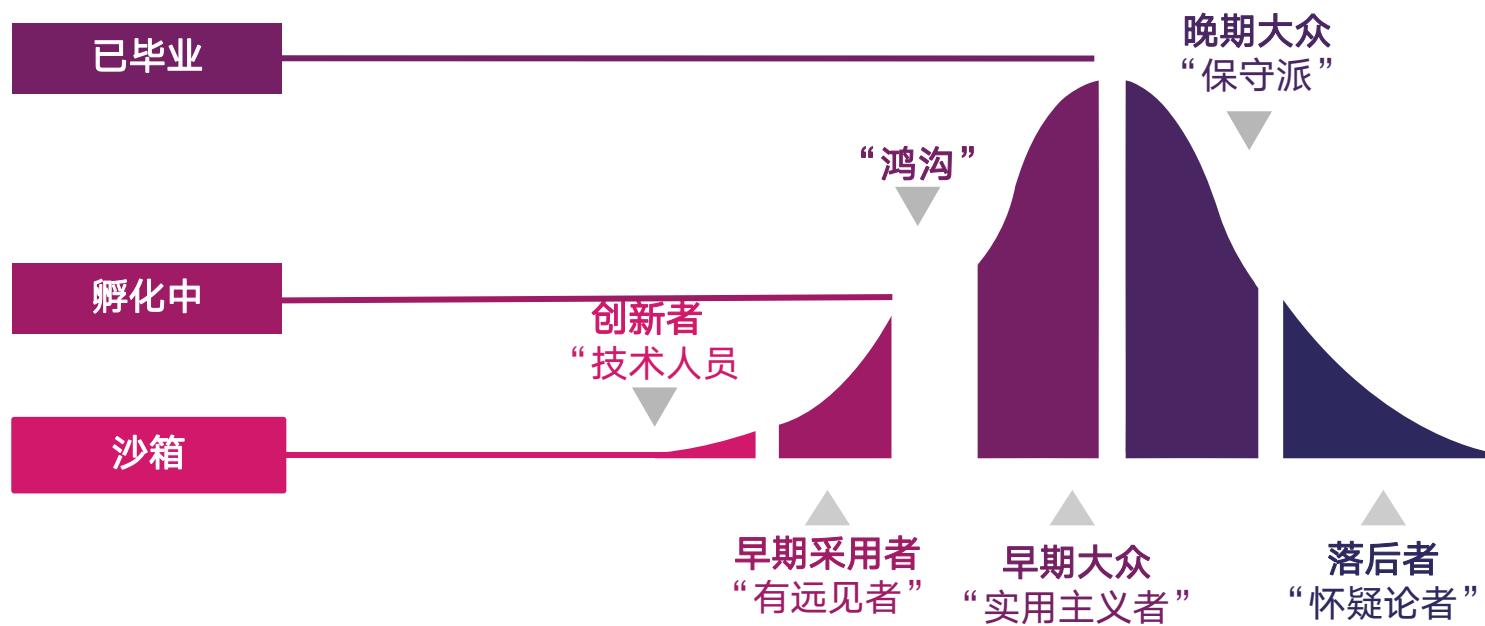 已毕业
晚期大众
“保守派”
“鸿沟”
孵化中
创新者
“技术人员
沙箱
早期采用者
“有远见者”
早期大众
“实用主义者”
落后者
“怀疑论者”